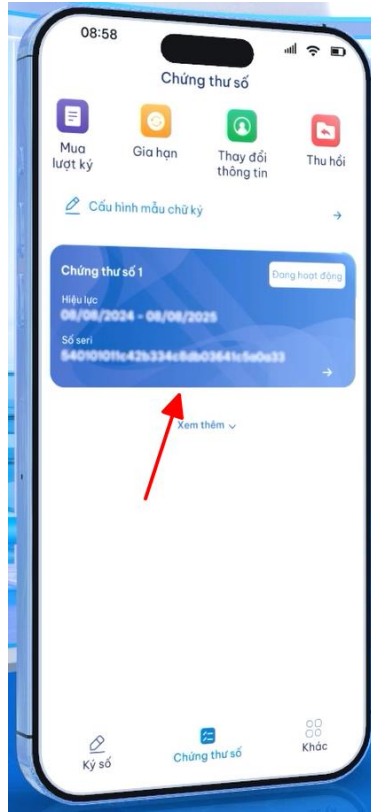 08:58
Chứng thư số
Mua
lượt ký
Gia hạn
Thay đổi
thông tin
Thu hồi
Cấu hình mẫu chữ ký
Chứng thư số 1
Đang hoạt động
Hiệu lực
08/08/2024 - 08/08/2025
Số seri
Xem thêm
Ký số
Chứng thư số
Khác